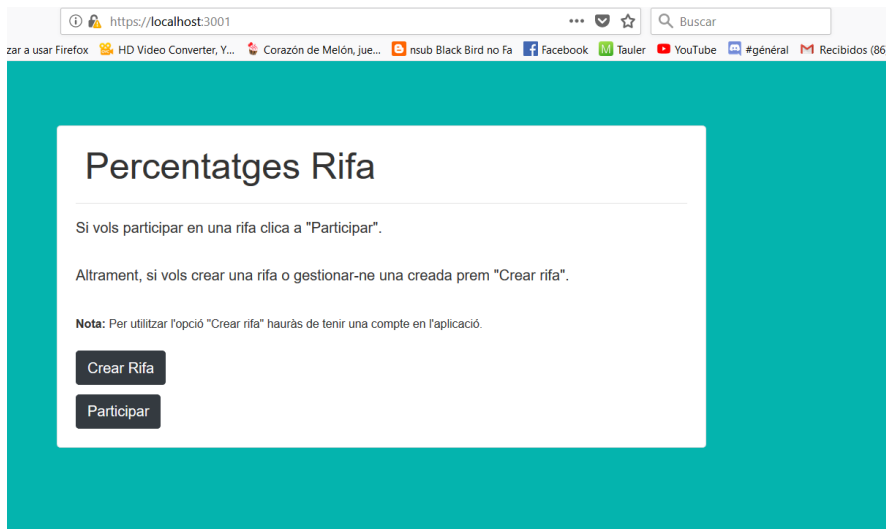 https://localhost:3001
Buscar
zar a usar Firefox HD Video Converter, Y... Corazón de Melón, jue... nsub Black Bird no Fa Facebook Tauler YouTube #général Recibidos (86
Percentatges Rifa
Si vols participar en una rifa clica a "Participar".
Altrament, si vols crear una rifa o gestionar-ne una creada prem "Crear rifa".
Nota: Per utilitzar l'opció "Crear rifa" hauràs de tenir una compte en l'aplicació.
Crear Rifa
Participar